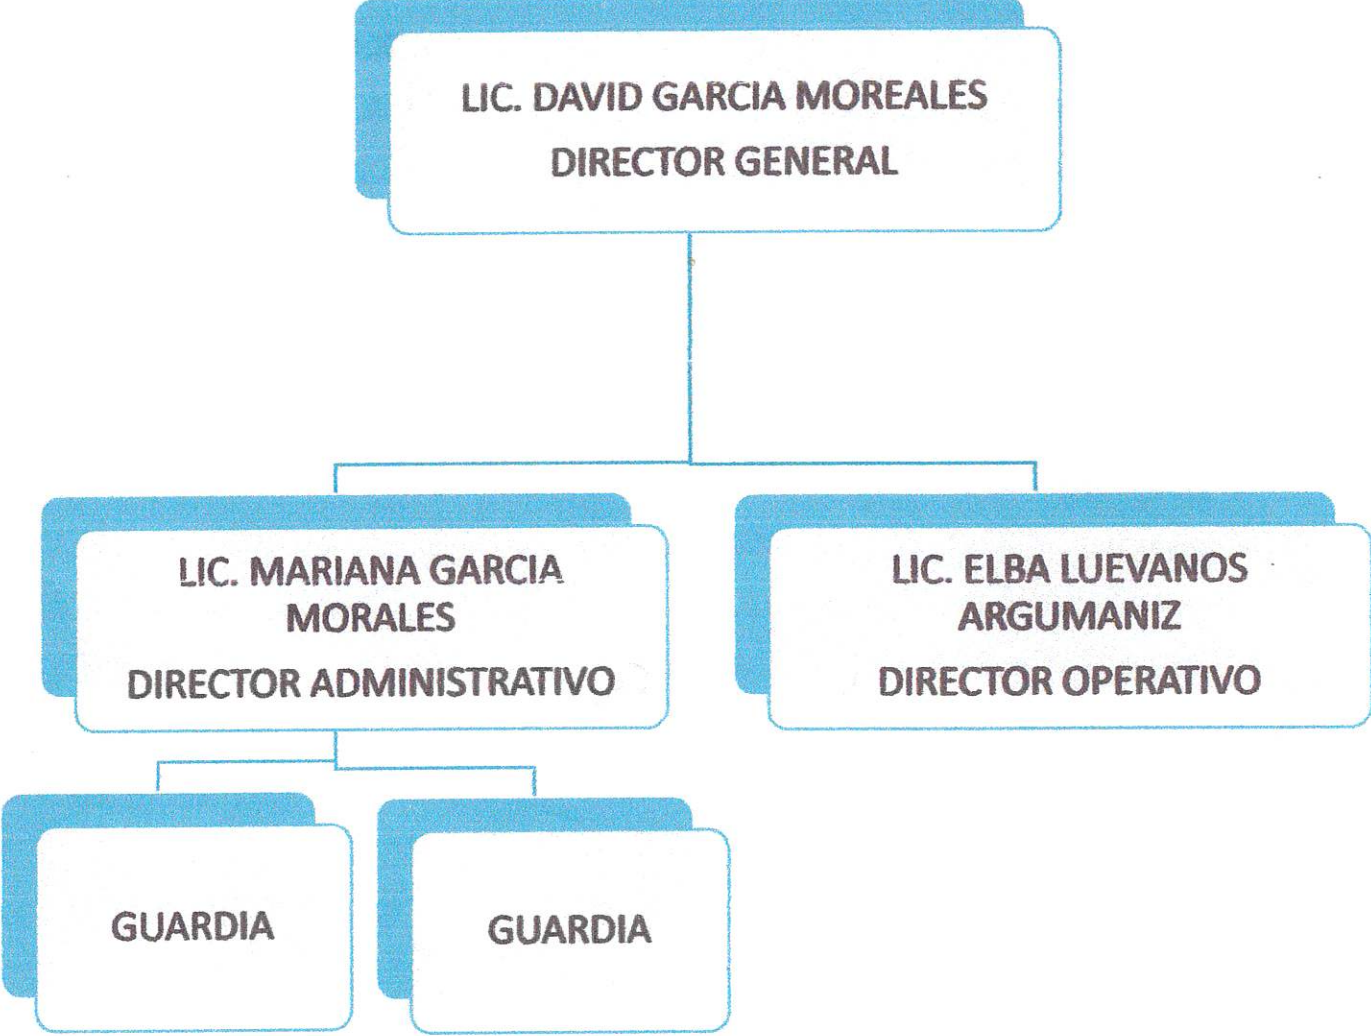 LIC. DAVID GARCIA MOREALES
DIRECTOR GENERAL
LIC. MARIANA GARCIA
MORALES
DIRECTOR ADMINISTRATIVO
LIC. ELBA LUEVANOS
ARGUMANIZ
DIRECTOR OPERATIVO
GUARDIA
GUARDIA